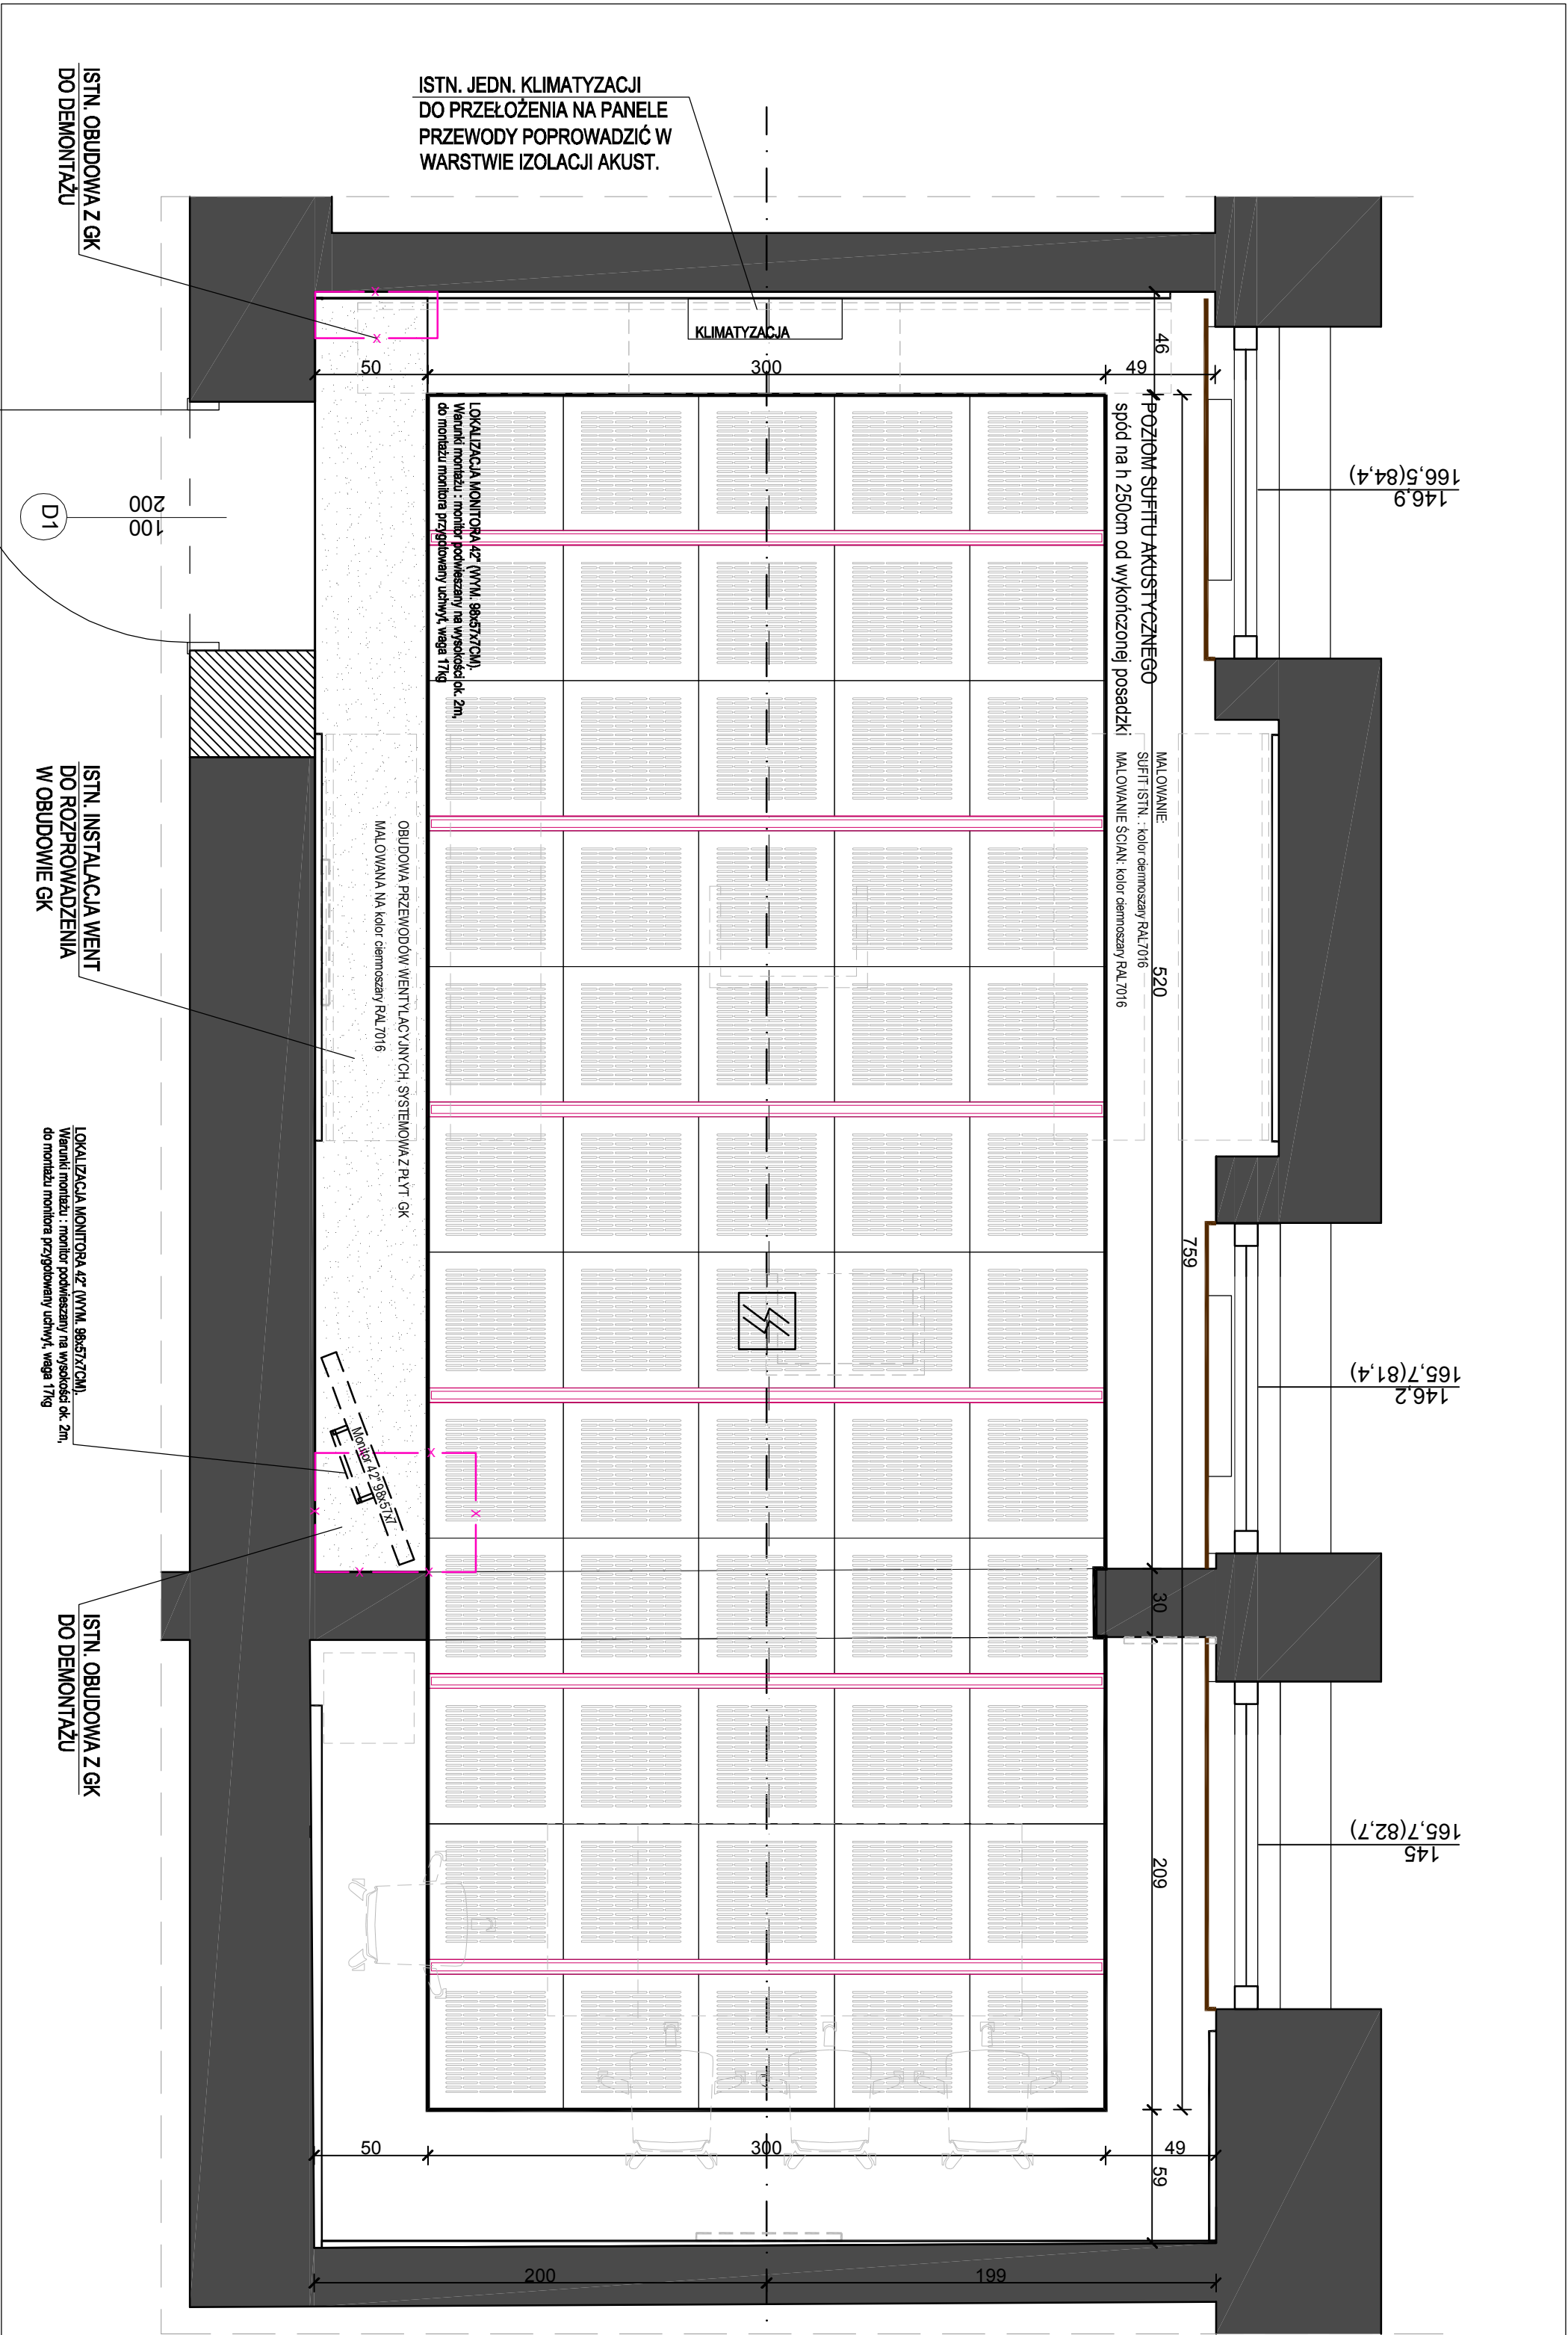 ISTN. JEDN. KLIMATYZACJI
DO PRZEŁOŻENIA NA PANELE
PRZEWODY POPROWADZIĆ W
WARSTWIE IZOLACJI AKUST.
ISTN. OBUDOWA Z GK
DO DEMONTAŻU
KLIMATYZACJA
50
300
49
46
POZIOM SUFITU AKUSTYCZNEGO
spód na h 250cm od wykończonej posadzki
146,9
166,5(84,4)
LOKALIZACJA MONITORA 42" (WYM. 98x57x7CM).
Warunki montażu : monitor podwieszany na wysokości ok. 2m,
do montażu monitora przygotowany uchwyt, waga 17kg
D1
100
200
MALOWANIE:
SUFIT ISTN. : kolor ciemnoszary RAL7016
MALOWANIE ŚCIAN: kolor ciemnoszary RAL7016
520
759
OBUDOWA PRZEWODÓW WENTYLACYJNYCH, SYSTEMOWA Z PŁYT GK
MALOWANA NA kolor ciemnoszary RAL7016
ISTN. INSTALACJA WENT
DO ROZPROWADZENIA
W OBUDOWIE GK
146,2
165,7(81,4)
LOKALIZACJA MONITORA 42" (WYM. 98x57x7CM).
Warunki montażu : monitor podwieszany na wysokości ok. 2m,
do montażu monitora przygotowany uchwyt, waga 17kg
Monitor 42" 98x57x7
30
ISTN. OBUDOWA Z GK
DO DEMONTAŻU
145
165,7(82,7)
209
50
300
49
59
200
199